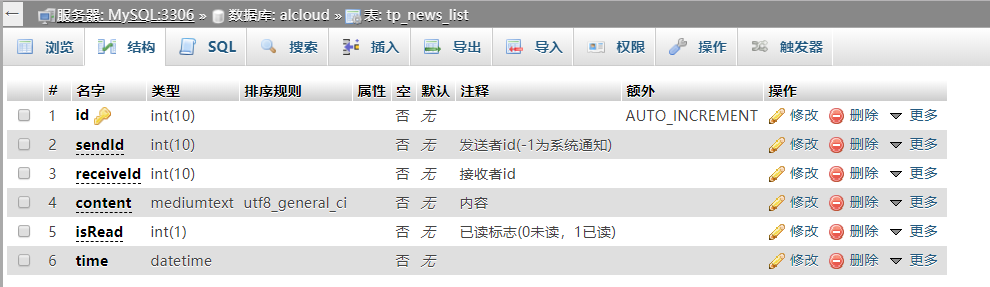 ← 服务器: MySQL:3306 » 数据库: alcloud » 表: tp_news_list
浏览 结构 SQL 搜索 插入 导出 导入 权限 操作 触发器
# 名字 类型 排序规则 属性 空 默认 注释 额外 操作
1 id int(10) 否 无 AUTO_INCREMENT 修改 删除 更多
2 sendId int(10) 否 无 发送者id(-1为系统通知) 修改 删除 更多
3 receiveId int(10) 否 无 接收者id 修改 删除 更多
4 content mediumtext utf8_general_ci 否 无 内容 修改 删除 更多
5 isRead int(1) 否 无 已读标志(0未读，1已读) 修改 删除 更多
6 time datetime 否 无 修改 删除 更多